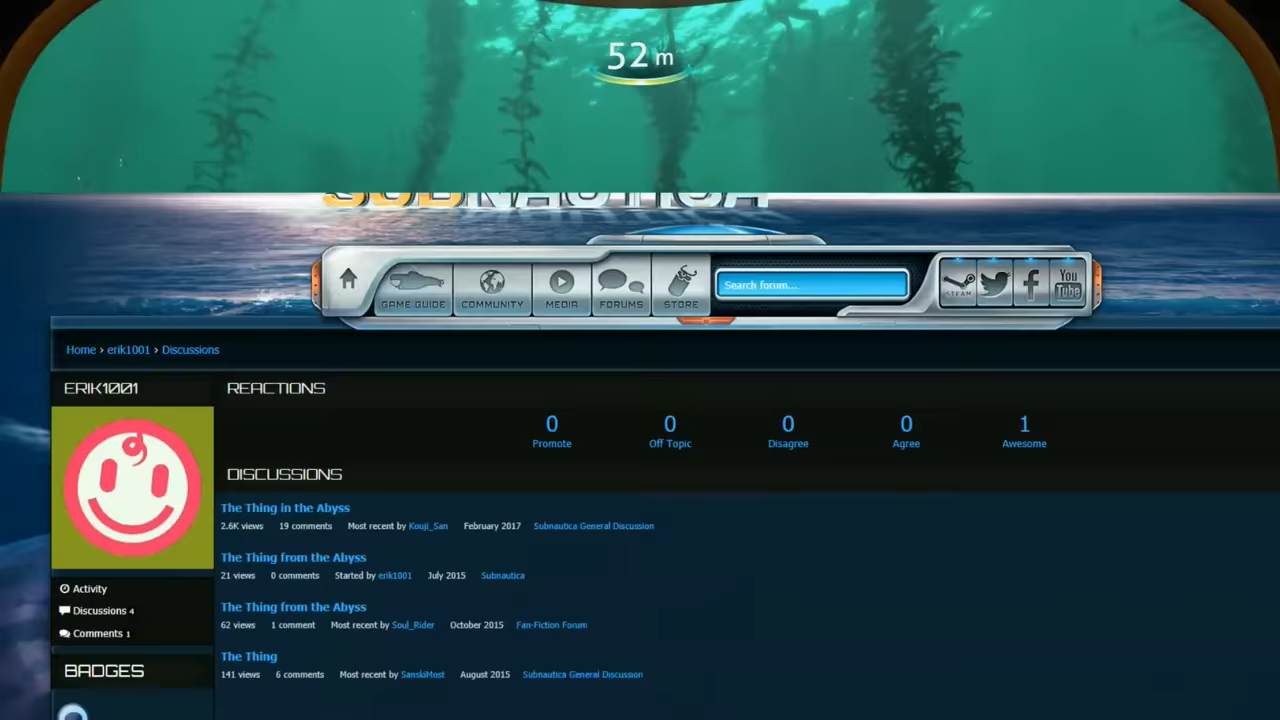 52 m
SUBNAUTICA
GAME GUIDE COMMUNITY MEDIA FORUMS STORE Search forum... STEAM You Tube
Home › erik1001 › Discussions
ERIK1001
REACTIONS
0 0 0 0 1
Promote Off Topic Disagree Agree Awesome
DISCUSSIONS
The Thing in the Abyss
2.6K views 19 comments Most recent by Kouji_San February 2017 Subnautica General Discussion
The Thing from the Abyss
21 views 0 comments Started by erik1001 July 2015 Subnautica
The Thing from the Abyss
62 views 1 comment Most recent by Soul_Rider October 2015 Fan-Fiction Forum
The Thing
141 views 6 comments Most recent by SanskiMost August 2015 Subnautica General Discussion
Activity
Discussions 4
Comments 1
BADGES